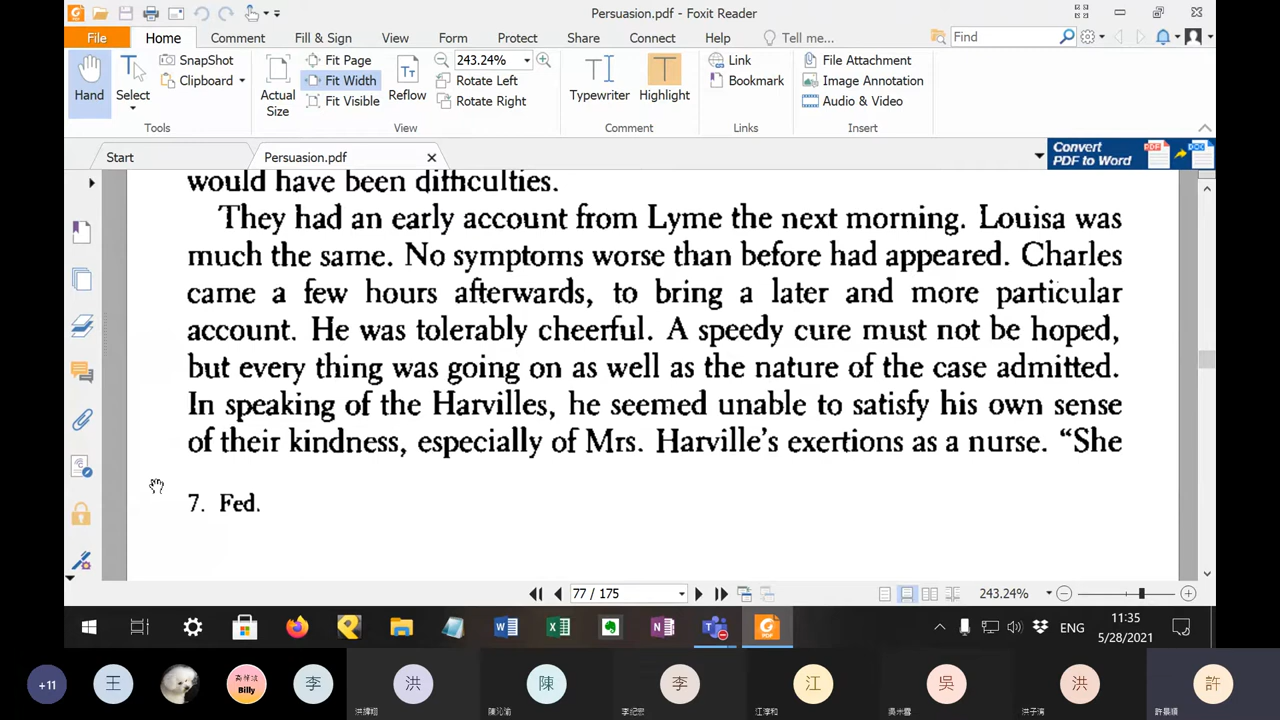 Persuasion.pdf - Foxit Reader
File Home Comment Fill & Sign View Form Protect Share Connect Help Tell me... Find
Hand
Select
SnapShot
Clipboard
Tools
Actual Size
Fit Page
Fit Width
Fit Visible
Reflow
243.24%
Rotate Left
Rotate Right
View
Typewriter
Highlight
Comment
Link
Bookmark
Links
File Attachment
Image Annotation
Audio & Video
Insert
Start
Persuasion.pdf
Convert
PDF to Word
would have been difficulties.
They had an early account from Lyme the next morning. Louisa was
much the same. No symptoms worse than before had appeared. Charles
came a few hours afterwards, to bring a later and more particular
account. He was tolerably cheerful. A speedy cure must not be hoped,
but every thing was going on as well as the nature of the case admitted.
In speaking of the Harvilles, he seemed unable to satisfy his own sense
of their kindness, especially of Mrs. Harville's exertions as a nurse. “She
7. Fed.
77 / 175
243.24%
ENG
11:35
5/28/2021
+11
王
Billy
李
洪
陳
李
江
吳
洪
許